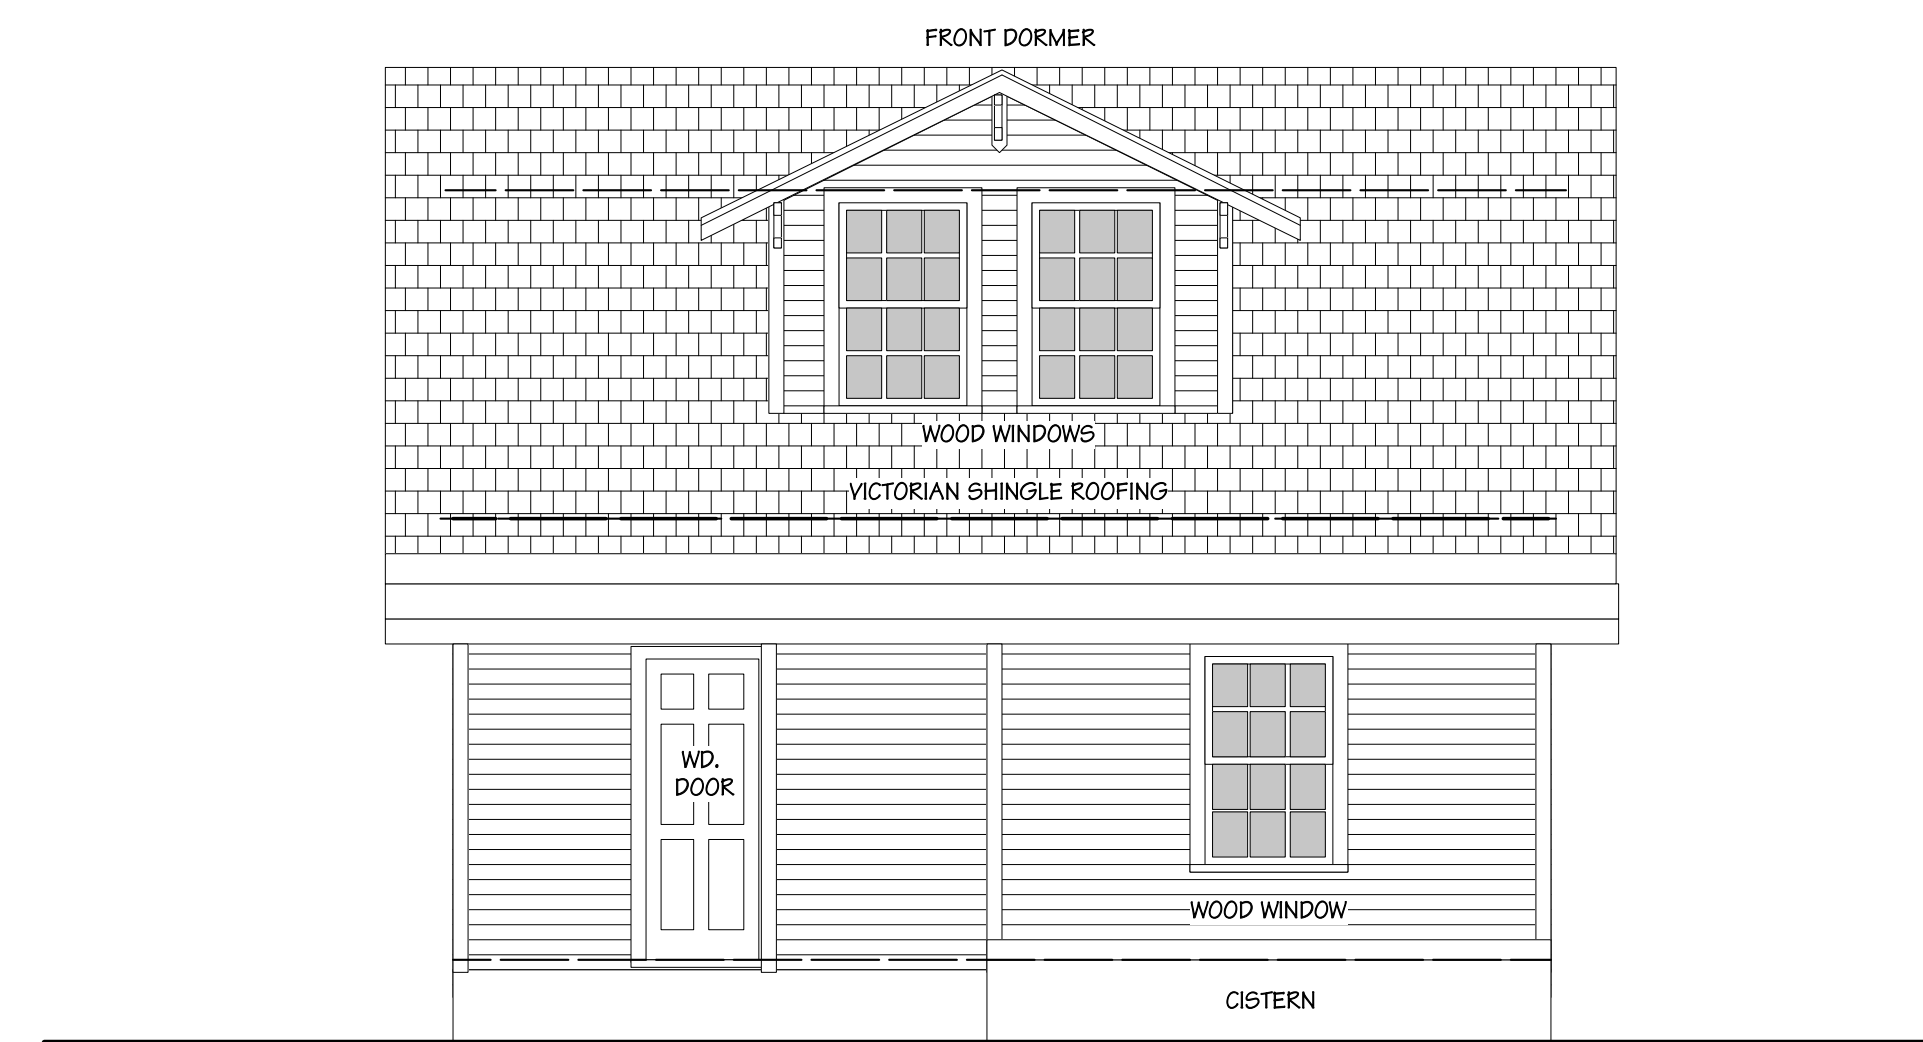 FRONT DORMER
WOOD WINDOWS
VICTORIAN SHINGLE ROOFING
WD.
DOOR
WOOD WINDOW
CISTERN